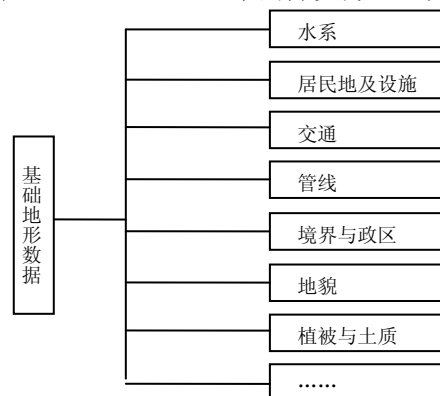 水系
居民地及设施
交通
管线
基础地形数据
境界与政区
地貌
植被与土质
……